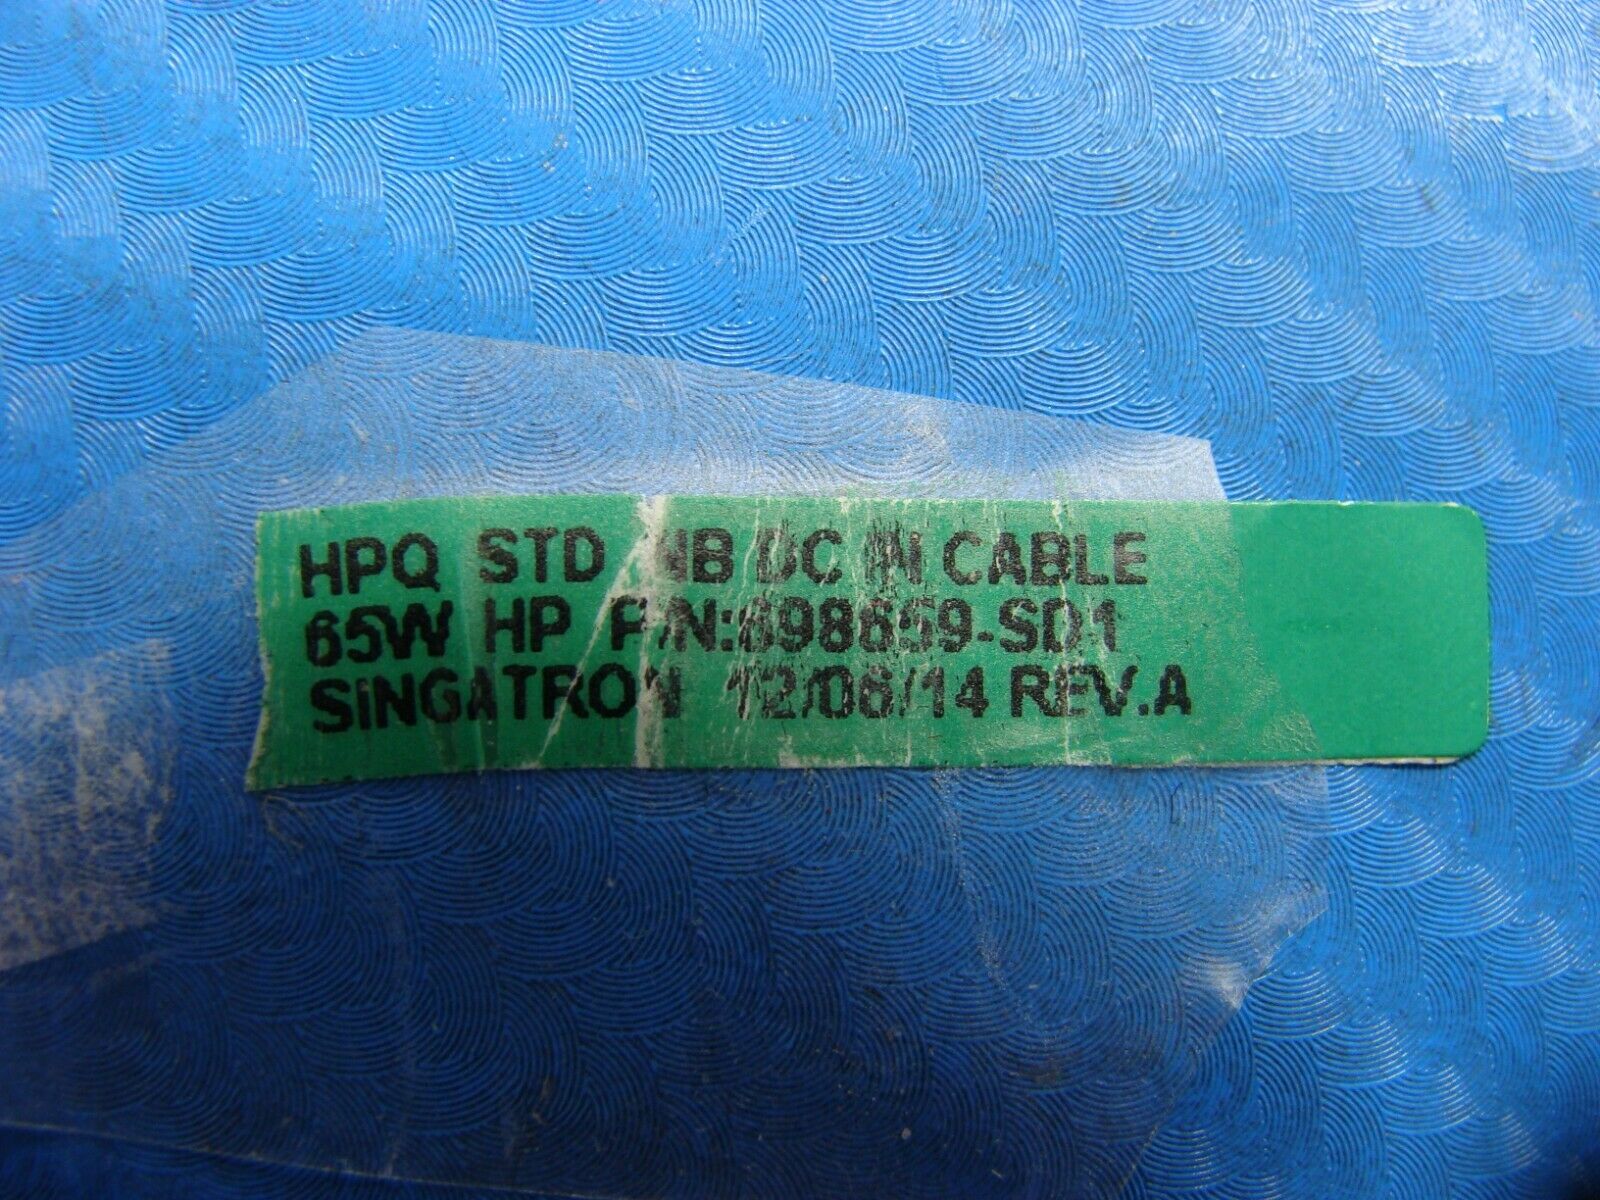 HPQ STD NB DC IN CABLE
65W HP P/N:698659-SD1
SINGATRON 12/06/14 REV.A